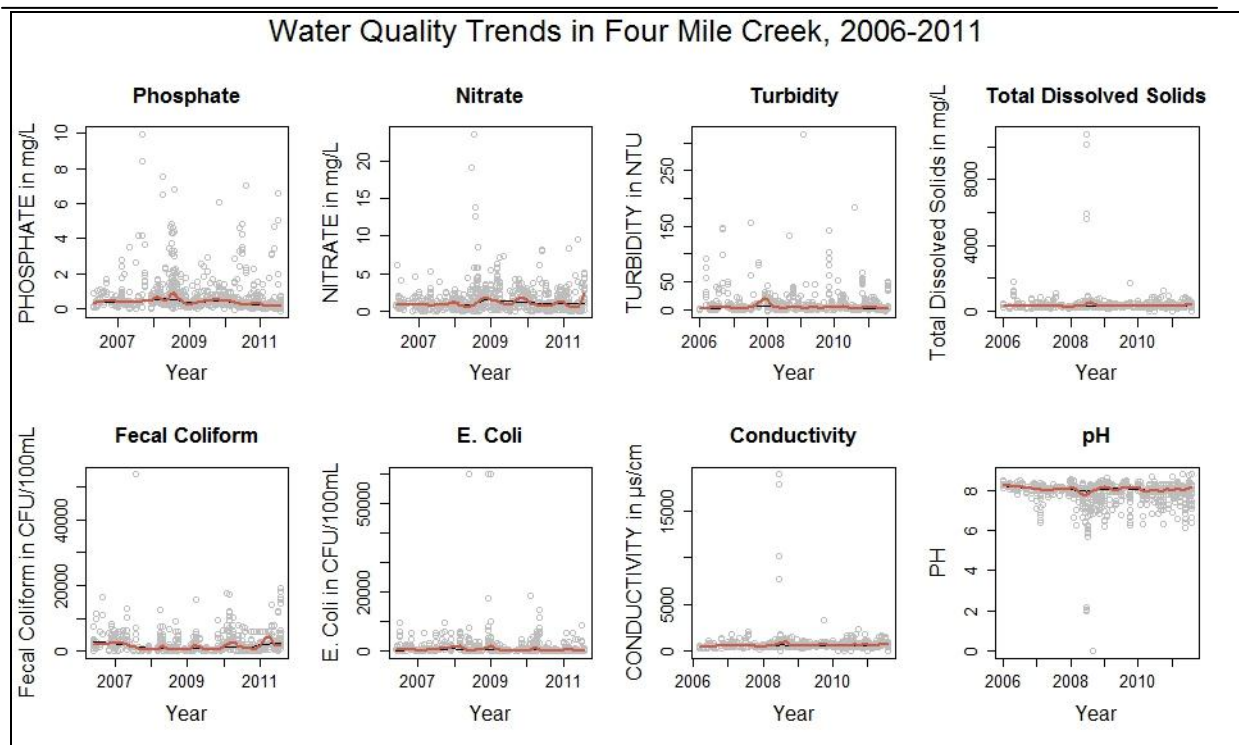 Water Quality Trends in Four Mile Creek, 2006-2011
Phosphate
PHOSPHATE in mg/L
10
8
6
4
2
0
2007 2009 2011
Year
Nitrate
NITRATE in mg/L
20
15
10
5
0
2007 2009 2011
Year
Turbidity
TURBIDITY in NTU
250
150
50
0
2006 2008 2010
Year
Total Dissolved Solids
Total Dissolved Solids in mg/L
8000
4000
0
2006 2008 2010
Year
Fecal Coliform
Fecal Coliform in CFU/100mL
40000
20000
0
2007 2009 2011
Year
E. Coli
E. Coli in CFU/100mL
50000
20000
0
2007 2009 2011
Year
Conductivity
CONDUCTIVITY in µs/cm
15000
5000
0
2006 2008 2010
Year
pH
PH
8
6
4
2
0
2006 2008 2010
Year